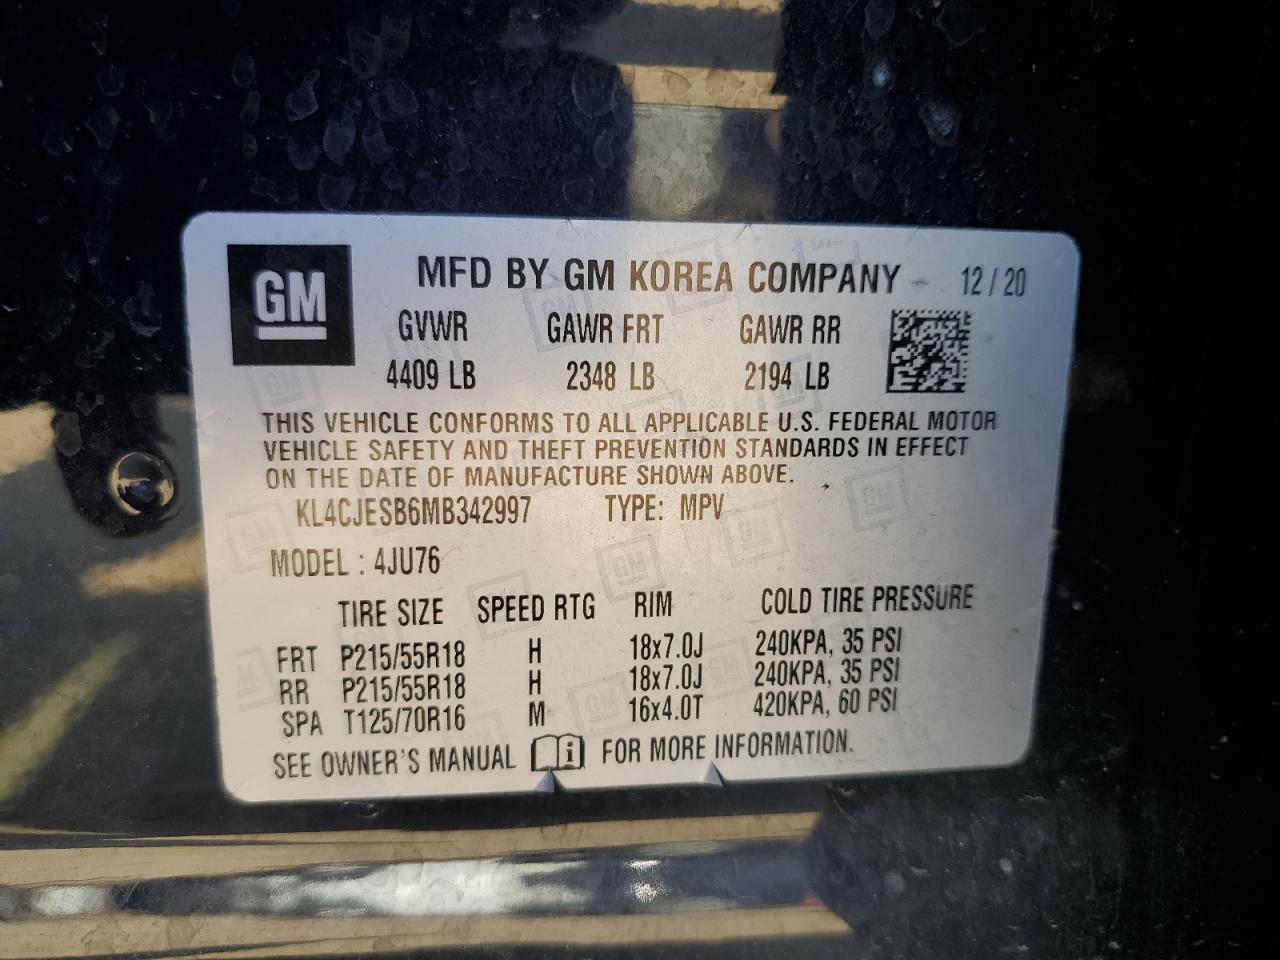 GM MFD BY GM KOREA COMPANY 12/20
GVWR GAWR FRT GAWR RR
4409 LB 2348 LB 2194 LB
THIS VEHICLE CONFORMS TO ALL APPLICABLE U.S. FEDERAL MOTOR
VEHICLE SAFETY AND THEFT PREVENTION STANDARDS IN EFFECT
ON THE DATE OF MANUFACTURE SHOWN ABOVE.
KL4CJESB6MB342997 TYPE: MPV
MODEL : 4JU76
TIRE SIZE SPEED RTG RIM COLD TIRE PRESSURE
FRT P215/55R18 H 18x7.0J 240KPA, 35 PSI
RR P215/55R18 H 18x7.0J 240KPA, 35 PSI
SPA T125/70R16 M 16x4.0T 420KPA, 60 PSI
SEE OWNER'S MANUAL i FOR MORE INFORMATION.